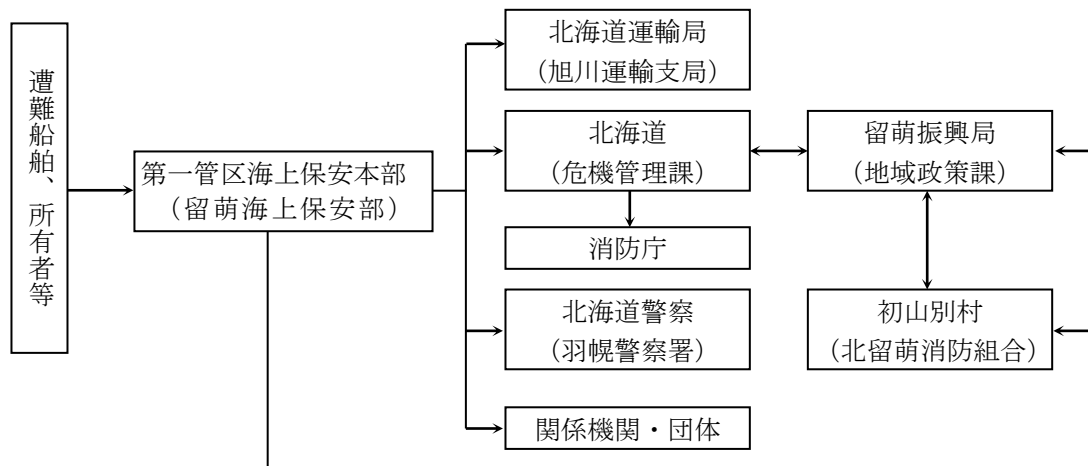 遭難船舶、所有者等
第一管区海上保安本部
（留萌海上保安部）
北海道運輸局
（旭川運輸支局）
北海道
（危機管理課）
消防庁
北海道警察
（羽幌警察署）
関係機関・団体
留萌振興局
（地域政策課）
初山別村
（北留萌消防組合）